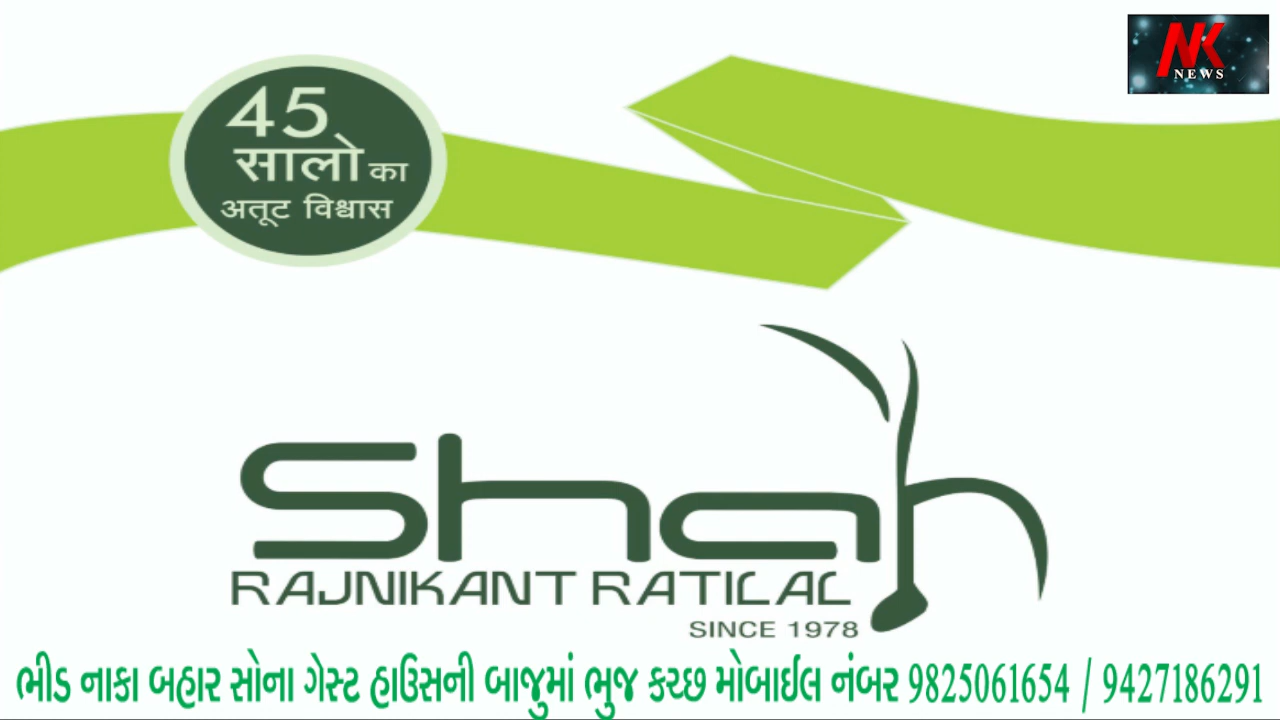 NK
NEWS
45
सालो का
अतूट विश्वास
Shah
RAJNIKANT RATILAL
SINCE 1978
ભીડ નાકા બહાર સોના ગેસ્ટ હાઉસની બાજુમાં ભુજ કચ્છ મોબાઈલ નંબર 9825061654 / 9427186291